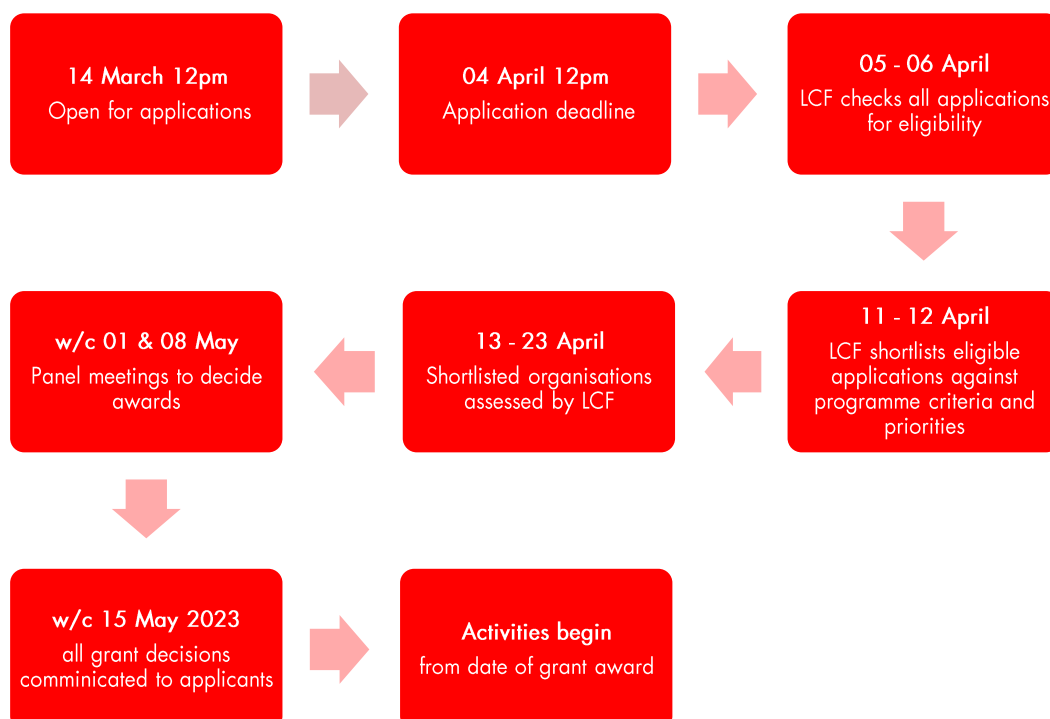 14 March 12pm
Open for applications
04 April 12pm
Application deadline
05 - 06 April
LCF checks all applications
for eligibility
11 - 12 April
LCF shortlists eligible
applications against
programme criteria and
priorities
13 - 23 April
Shortlisted organisations
assessed by LCF
w/c 01 & 08 May
Panel meetings to decide
awards
w/c 15 May 2023
all grant decisions
comminicated to applicants
Activities begin
from date of grant award